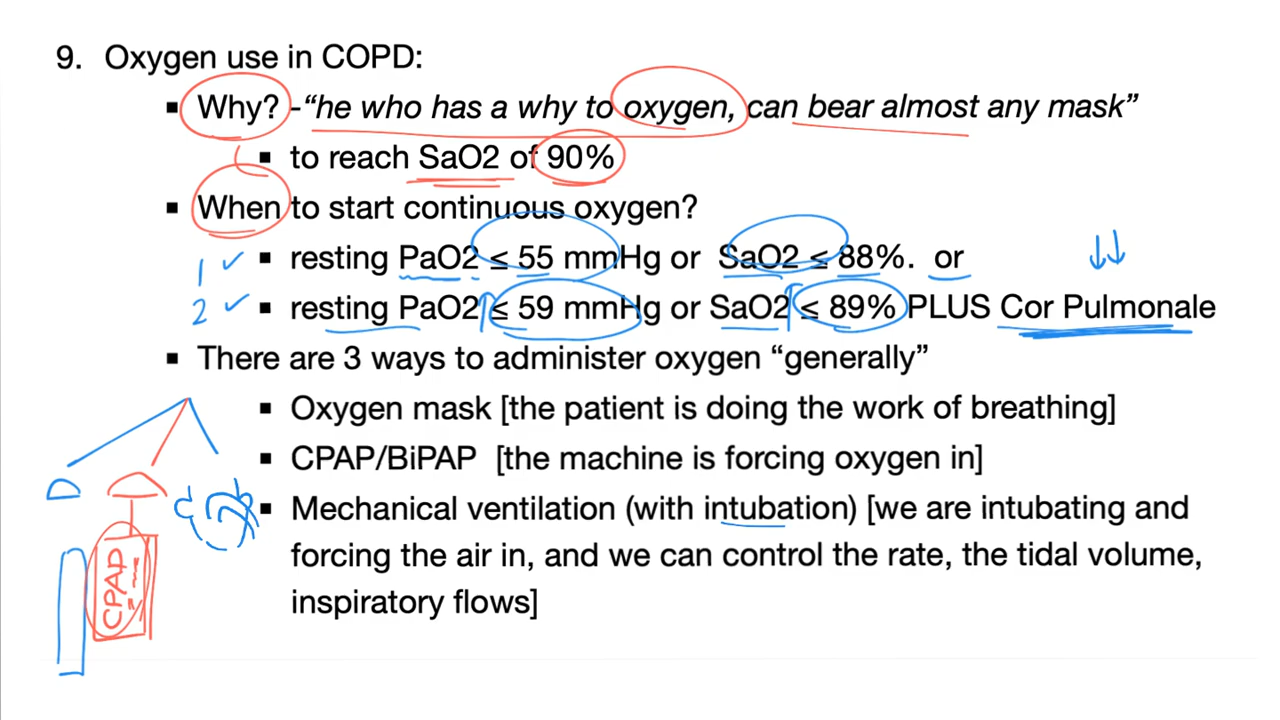 9. Oxygen use in COPD:
▪ Why? -“he who has a why to oxygen, can bear almost any mask”
▪ to reach SaO2 of 90%
▪ When to start continuous oxygen?
1 ✓ ▪ resting PaO2 ≤ 55 mmHg or SaO2 ≤ 88%. or
2 ✓ ▪ resting PaO2 ≤ 59 mmHg or SaO2 ≤ 89% PLUS Cor Pulmonale
▪ There are 3 ways to administer oxygen “generally”
▪ Oxygen mask [the patient is doing the work of breathing]
▪ CPAP/BiPAP [the machine is forcing oxygen in]
▪ Mechanical ventilation (with intubation) [we are intubating and
forcing the air in, and we can control the rate, the tidal volume,
inspiratory flows]
CPAP